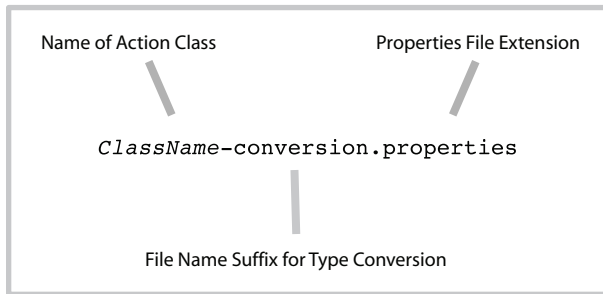 Name of Action Class
Properties File Extension
ClassName-conversion.properties
File Name Suffix for Type Conversion